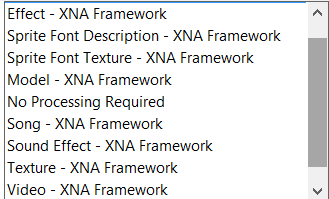 Effect - XNA Framework
Sprite Font Description - XNA Framework
Sprite Font Texture - XNA Framework
Model - XNA Framework
No Processing Required
Song - XNA Framework
Sound Effect - XNA Framework
Texture - XNA Framework
Video - XNA Framework